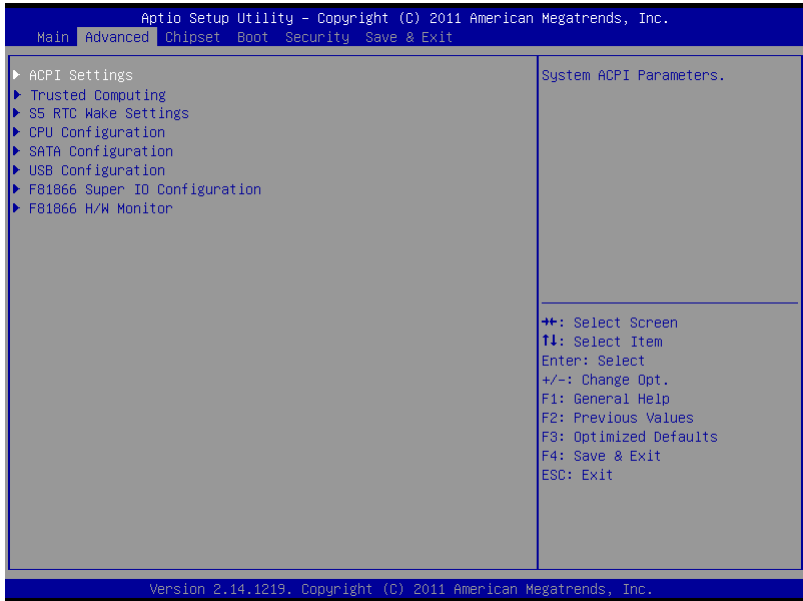 Aptio Setup Utility – Copyright (C) 2011 American Megatrends, Inc.
Main Advanced Chipset Boot Security Save & Exit
► ACPI Settings
► Trusted Computing
► S5 RTC Wake Settings
► CPU Configuration
► SATA Configuration
► USB Configuration
► F81866 Super IO Configuration
► F81866 H/W Monitor
System ACPI Parameters.
→←: Select Screen
↑↓: Select Item
Enter: Select
+/-: Change Opt.
F1: General Help
F2: Previous Values
F3: Optimized Defaults
F4: Save & Exit
ESC: Exit
Version 2.14.1219. Copyright (C) 2011 American Megatrends, Inc.